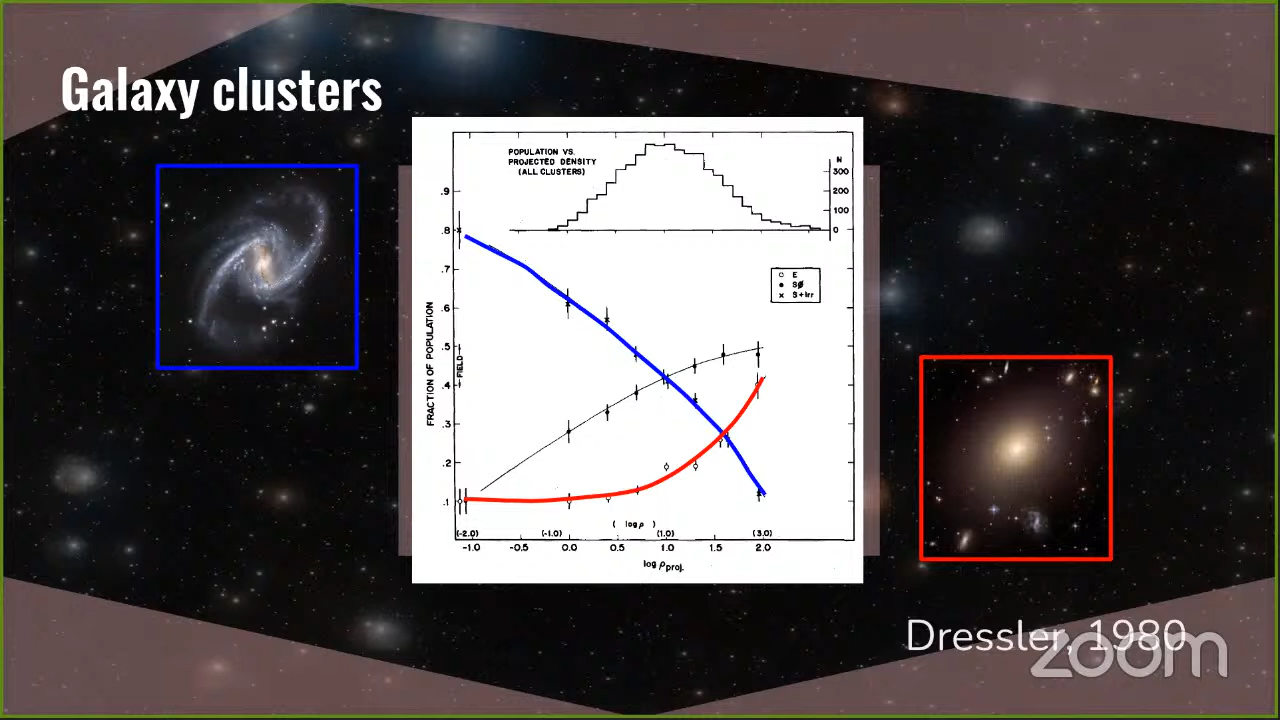 Galaxy clusters
POPULATION VS.
PROJECTED DENSITY
(ALL CLUSTERS)
N
300
200
100
0
.9
.8
.7
.6
.5
.4
.3
.2
.1
FRACTION OF POPULATION
FIELD
E
SØ
S+Irr
( log ρ )
(-2.0) (-1.0) (1.0) (3.0)
-1.0 -0.5 0.0 0.5 1.0 1.5 2.0
log ρproj.
Dressler, 1980
zoom